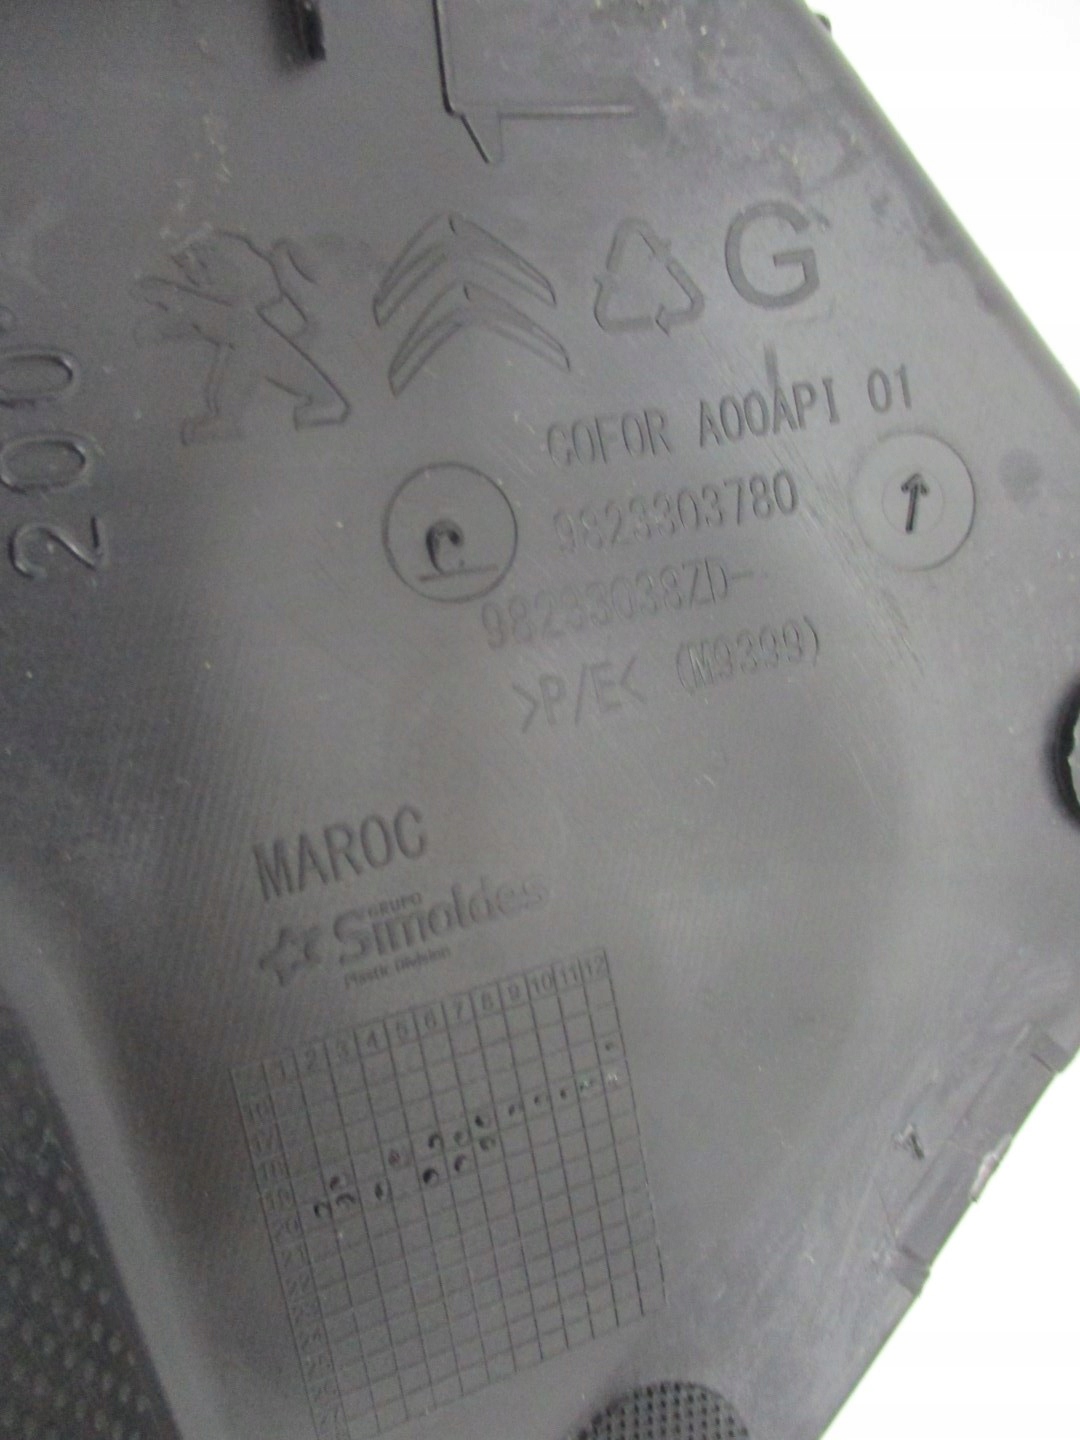 200
G
COFOR A00API 01
9823303780
98233038ZD-
>P/E< (M9399)
MAROC
GRUPO
Simoldes
Plastic Division
1 2 3 4 5 6 7 8 9 10 11 12